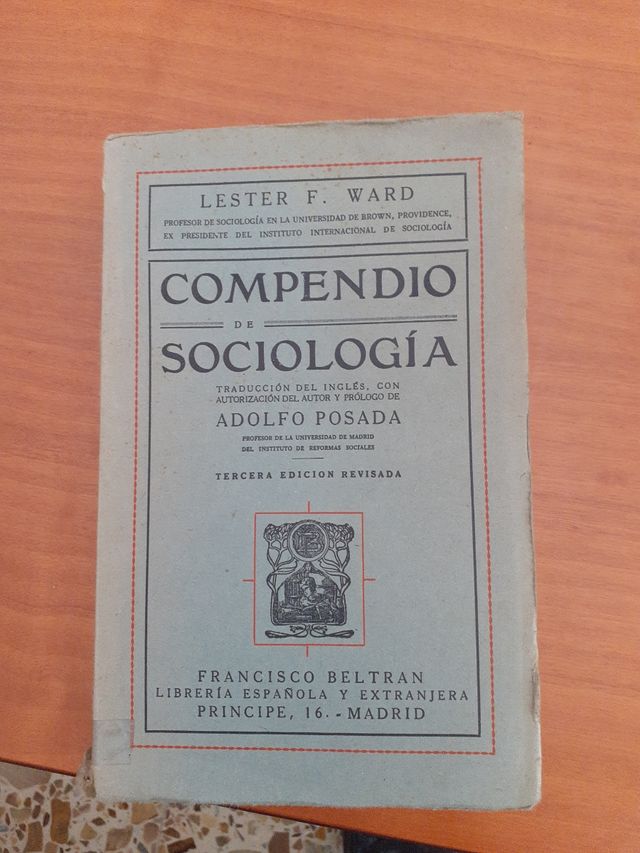 LESTER F. WARD
PROFESOR DE SOCIOLOGÍA EN LA UNIVERSIDAD DE BROWN, PROVIDENCE,
EX PRESIDENTE DEL INSTITUTO INTERNACIONAL DE SOCIOLOGÍA
COMPENDIO
DE
SOCIOLOGÍA
TRADUCCIÓN DEL INGLÉS, CON
AUTORIZACIÓN DEL AUTOR Y PRÓLOGO DE
ADOLFO POSADA
PROFESOR DE LA UNIVERSIDAD DE MADRID
DEL INSTITUTO DE REFORMAS SOCIALES
TERCERA EDICION REVISADA
FRANCISCO BELTRAN
LIBRERÍA ESPAÑOLA Y EXTRANJERA
PRINCIPE, 16. - MADRID